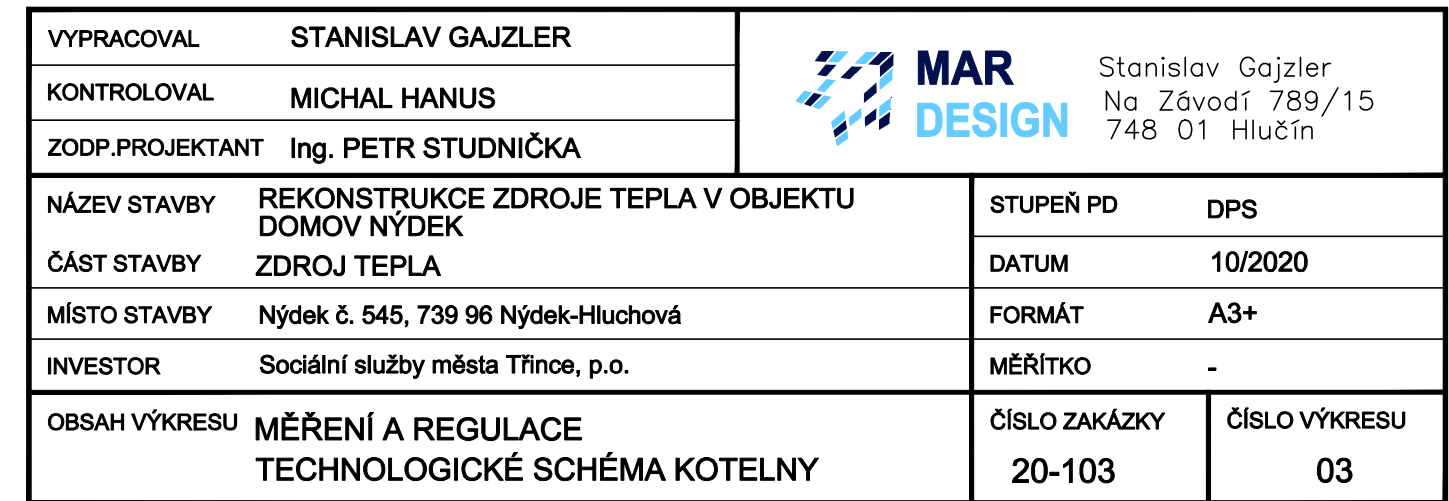 VYPRACOVAL STANISLAV GAJZLER
KONTROLOVAL MICHAL HANUS
ZODP.PROJEKTANT Ing. PETR STUDNIČKA
MAR
DESIGN
Stanislav Gajzler
Na Závodí 789/15
748 01 Hlučín
NÁZEV STAVBY REKONSTRUKCE ZDROJE TEPLA V OBJEKTU
DOMOV NÝDEK
ČÁST STAVBY ZDROJ TEPLA
MÍSTO STAVBY Nýdek č. 545, 739 96 Nýdek-Hluchová
INVESTOR Sociální služby města Třince, p.o.
STUPEŇ PD DPS
DATUM 10/2020
FORMÁT A3+
MĚŘÍTKO -
OBSAH VÝKRESU MĚŘENÍ A REGULACE
TECHNOLOGICKÉ SCHÉMA KOTELNY
ČÍSLO ZAKÁZKY
20-103
ČÍSLO VÝKRESU
03